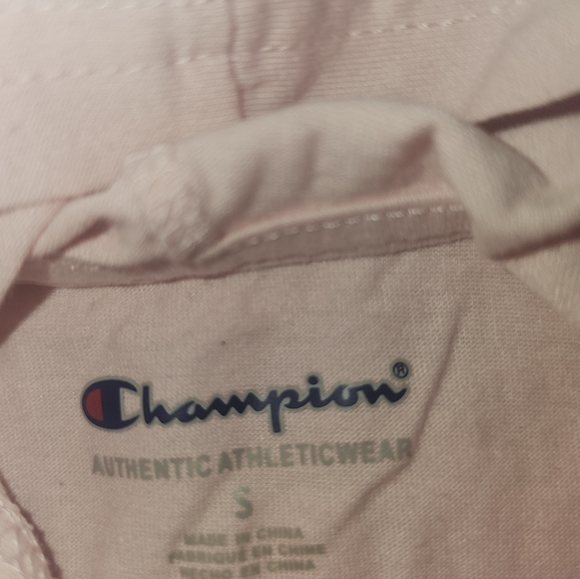 Champion®
AUTHENTIC ATHLETICWEAR
S
MADE IN CHINA
FABRIQUÉ EN CHINE
HECHO EN CHINA